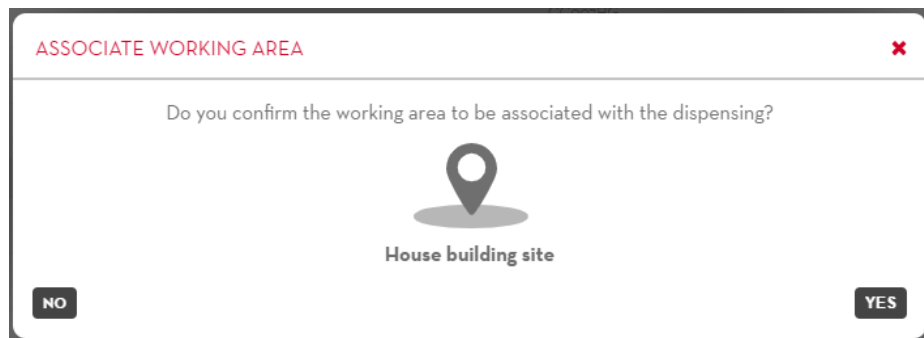 ASSOCIATE WORKING AREA
Do you confirm the working area to be associated with the dispensing?
House building site
NO
YES